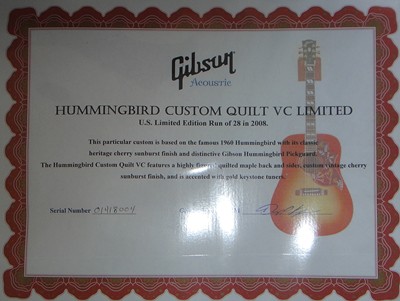 Gibson
Acoustic
HUMMINGBIRD CUSTOM QUILT VC LIMITED
U.S. Limited Edition Run of 28 in 2008.
This particular custom is based on the famous 1960 Hummingbird with its classic
heritage cherry sunburst finish and distinctive Gibson Hummingbird Pickguard.
The Hummingbird Custom Quilt VC features a highly quilted maple back and sides, custom vintage cherry
sunburst finish, and is accented with gold keystone tuners.
Serial Number 01418004